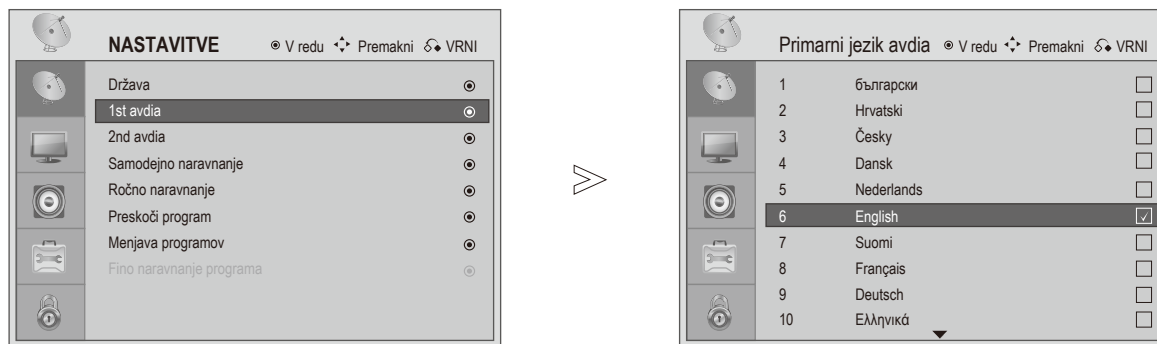 NASTAVITVE V redu Premakni VRNI
Država
1st avdia
2nd avdia
Samodejno naravnanje
Ročno naravnanje
Preskoči program
Menjava programov
Fino naravnanje programa
Primarni jezik avdia V redu Premakni VRNI
1 български
2 Hrvatski
3 Česky
4 Dansk
5 Nederlands
6 English
7 Suomi
8 Français
9 Deutsch
10 Ελληνικά